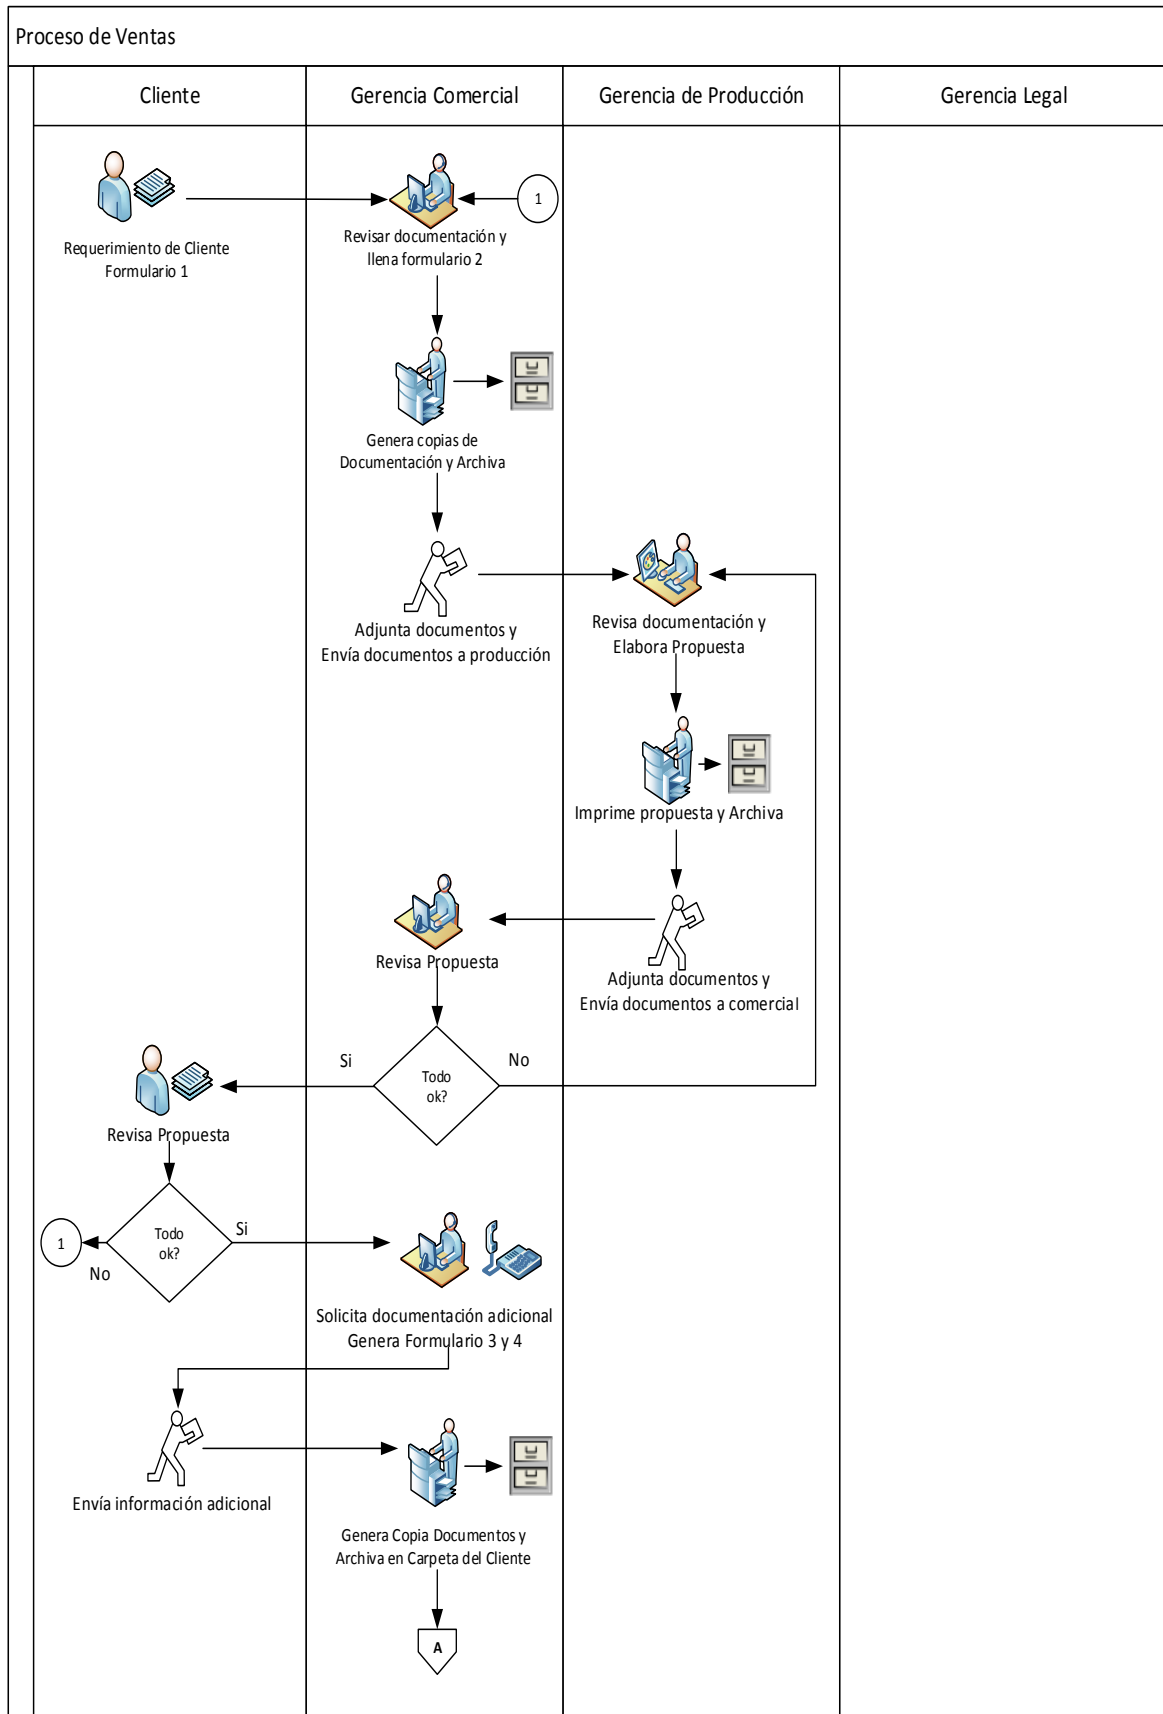 Proceso de Ventas
Cliente
Gerencia Comercial
Gerencia de Producción
Gerencia Legal
1
Requerimiento de Cliente
Formulario 1
Revisar documentación y
llena formulario 2
Genera copias de
Documentación y Archiva
Adjunta documentos y
Envía documentos a producción
Revisa documentación y
Elabora Propuesta
Imprime propuesta y Archiva
Adjunta documentos y
Envía documentos a comercial
Revisa Propuesta
Si
Todo
ok?
No
Revisa Propuesta
1
Todo
ok?
Si
No
Solicita documentación adicional
Genera Formulario 3 y 4
Envía información adicional
Genera Copia Documentos y
Archiva en Carpeta del Cliente
A